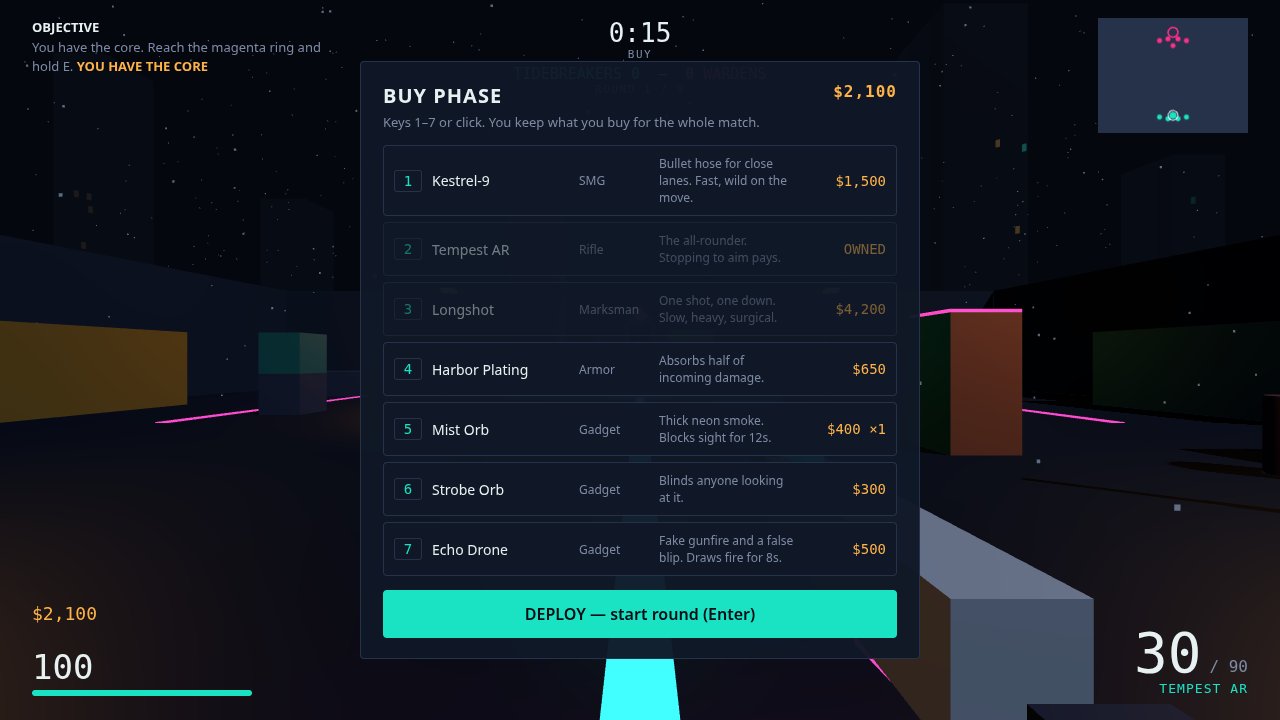 OBJECTIVE
You have the core. Reach the magenta ring and
hold E. YOU HAVE THE CORE
0:15
BUY
TIDEBREAKERS 0 — 0 WARDENS
BUY PHASE
$2,100
Keys 1–7 or click. You keep what you buy for the whole match.
1 Kestrel-9 SMG Bullet hose for close
lanes. Fast, wild on the
move.
$1,500
2 Tempest AR Rifle The all-rounder.
Stopping to aim pays.
OWNED
3 Longshot Marksman One shot, one down.
Slow, heavy, surgical.
$4,200
4 Harbor Plating Armor Absorbs half of
incoming damage.
$650
5 Mist Orb Gadget Thick neon smoke.
Blocks sight for 12s.
$400 ×1
6 Strobe Orb Gadget Blinds anyone looking
at it.
$300
7 Echo Drone Gadget Fake gunfire and a false
blip. Draws fire for 8s.
$500
DEPLOY — start round (Enter)
$2,100
100
30 / 90
TEMPEST AR